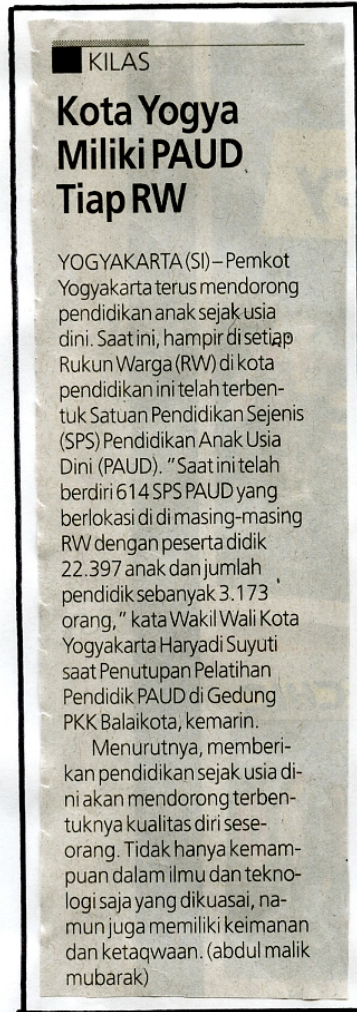 KILAS
Kota Yogya
Miliki PAUD
Tiap RW
YOGYAKARTA (SI) – Pemkot
Yogyakarta terus mendorong
pendidikan anak sejak usia
dini. Saat ini, hampir di setiap
Rukun Warga (RW) di kota
pendidikan ini telah terben-
tuk Satuan Pendidikan Sejenis
(SPS) Pendidikan Anak Usia
Dini (PAUD). "Saat ini telah
berdiri 614 SPS PAUD yang
berlokasi di di masing-masing
RW dengan peserta didik
22.397 anak dan jumlah
pendidik sebanyak 3.173
orang," kata Wakil Wali Kota
Yogyakarta Haryadi Suyuti
saat Penutupan Pelatihan
Pendidik PAUD di Gedung
PKK Balaikota, kemarin.
Menurutnya, memberi-
kan pendidikan sejak usia di-
ni akan mendorong terben-
tuknya kualitas diri sese-
orang. Tidak hanya kemam-
puan dalam ilmu dan tekno-
logi saja yang dikuasai, na-
mun juga memiliki keimanan
dan ketaqwaan. (abdul malik
mubarak)